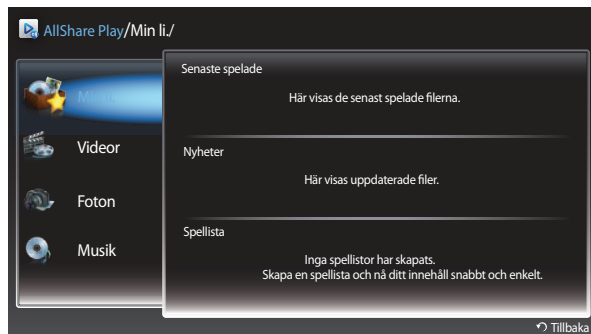 AllShare Play/Min li./
Senaste spelade
Här visas de senast spelade filerna.
Videor
Nyheter
Här visas uppdaterade filer.
Foton
Spellista
Musik
Inga spellistor har skapats.
Skapa en spellista och nå ditt innehåll snabbt och enkelt.
Tillbaka